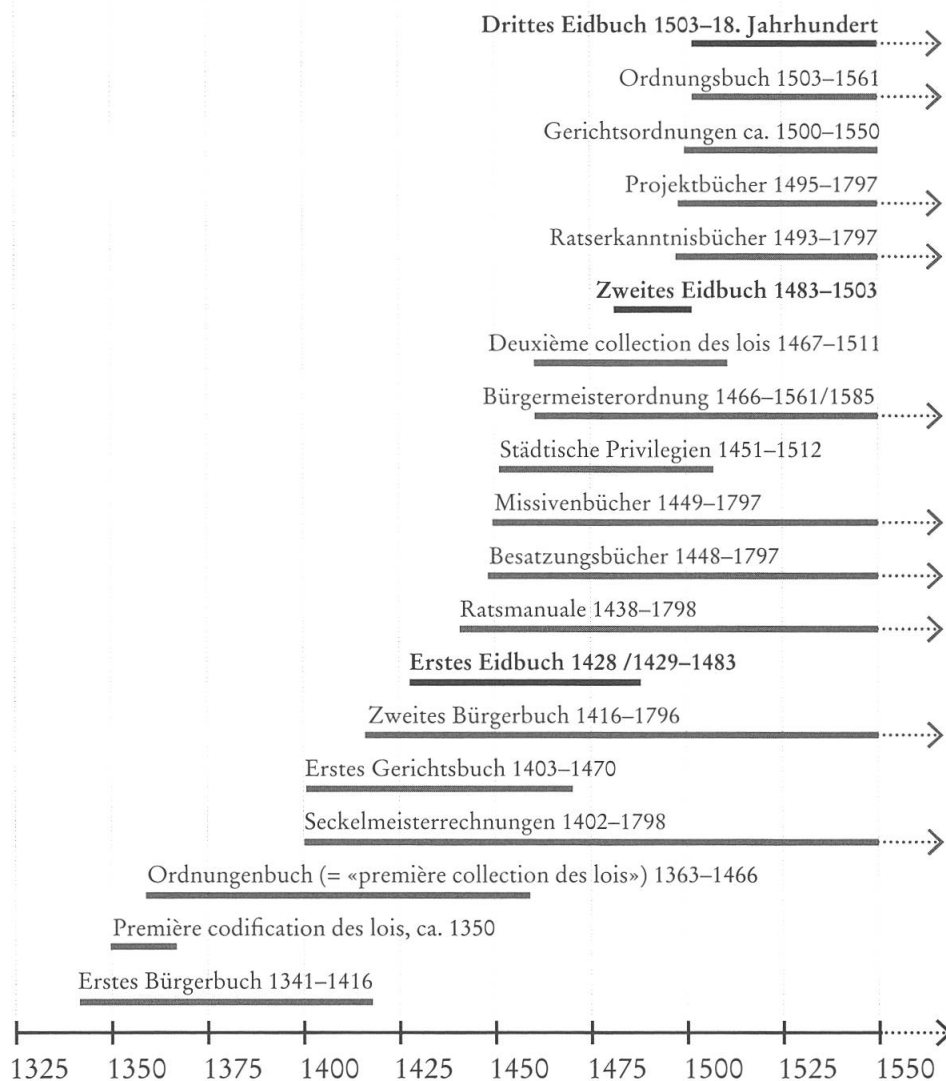 Drittes Eidbuch 1503–18. Jahrhundert
Ordnungsbuch 1503–1561
Gerichtsordnungen ca. 1500–1550
Projektbücher 1495–1797
Ratserkanntnisbücher 1493–1797
Zweites Eidbuch 1483–1503
Deuxième collection des lois 1467–1511
Bürgermeisterordnung 1466–1561/1585
Städtische Privilegien 1451–1512
Missivenbücher 1449–1797
Besatzungsbücher 1448–1797
Ratsmanuale 1438–1798
Erstes Eidbuch 1428 /1429–1483
Zweites Bürgerbuch 1416–1796
Erstes Gerichtsbuch 1403–1470
Seckelmeisterrechnungen 1402–1798
Ordnungenbuch (= «première collection des lois») 1363–1466
Première codification des lois, ca. 1350
Erstes Bürgerbuch 1341–1416
1325 1350 1375 1400 1425 1450 1475 1500 1525 1550